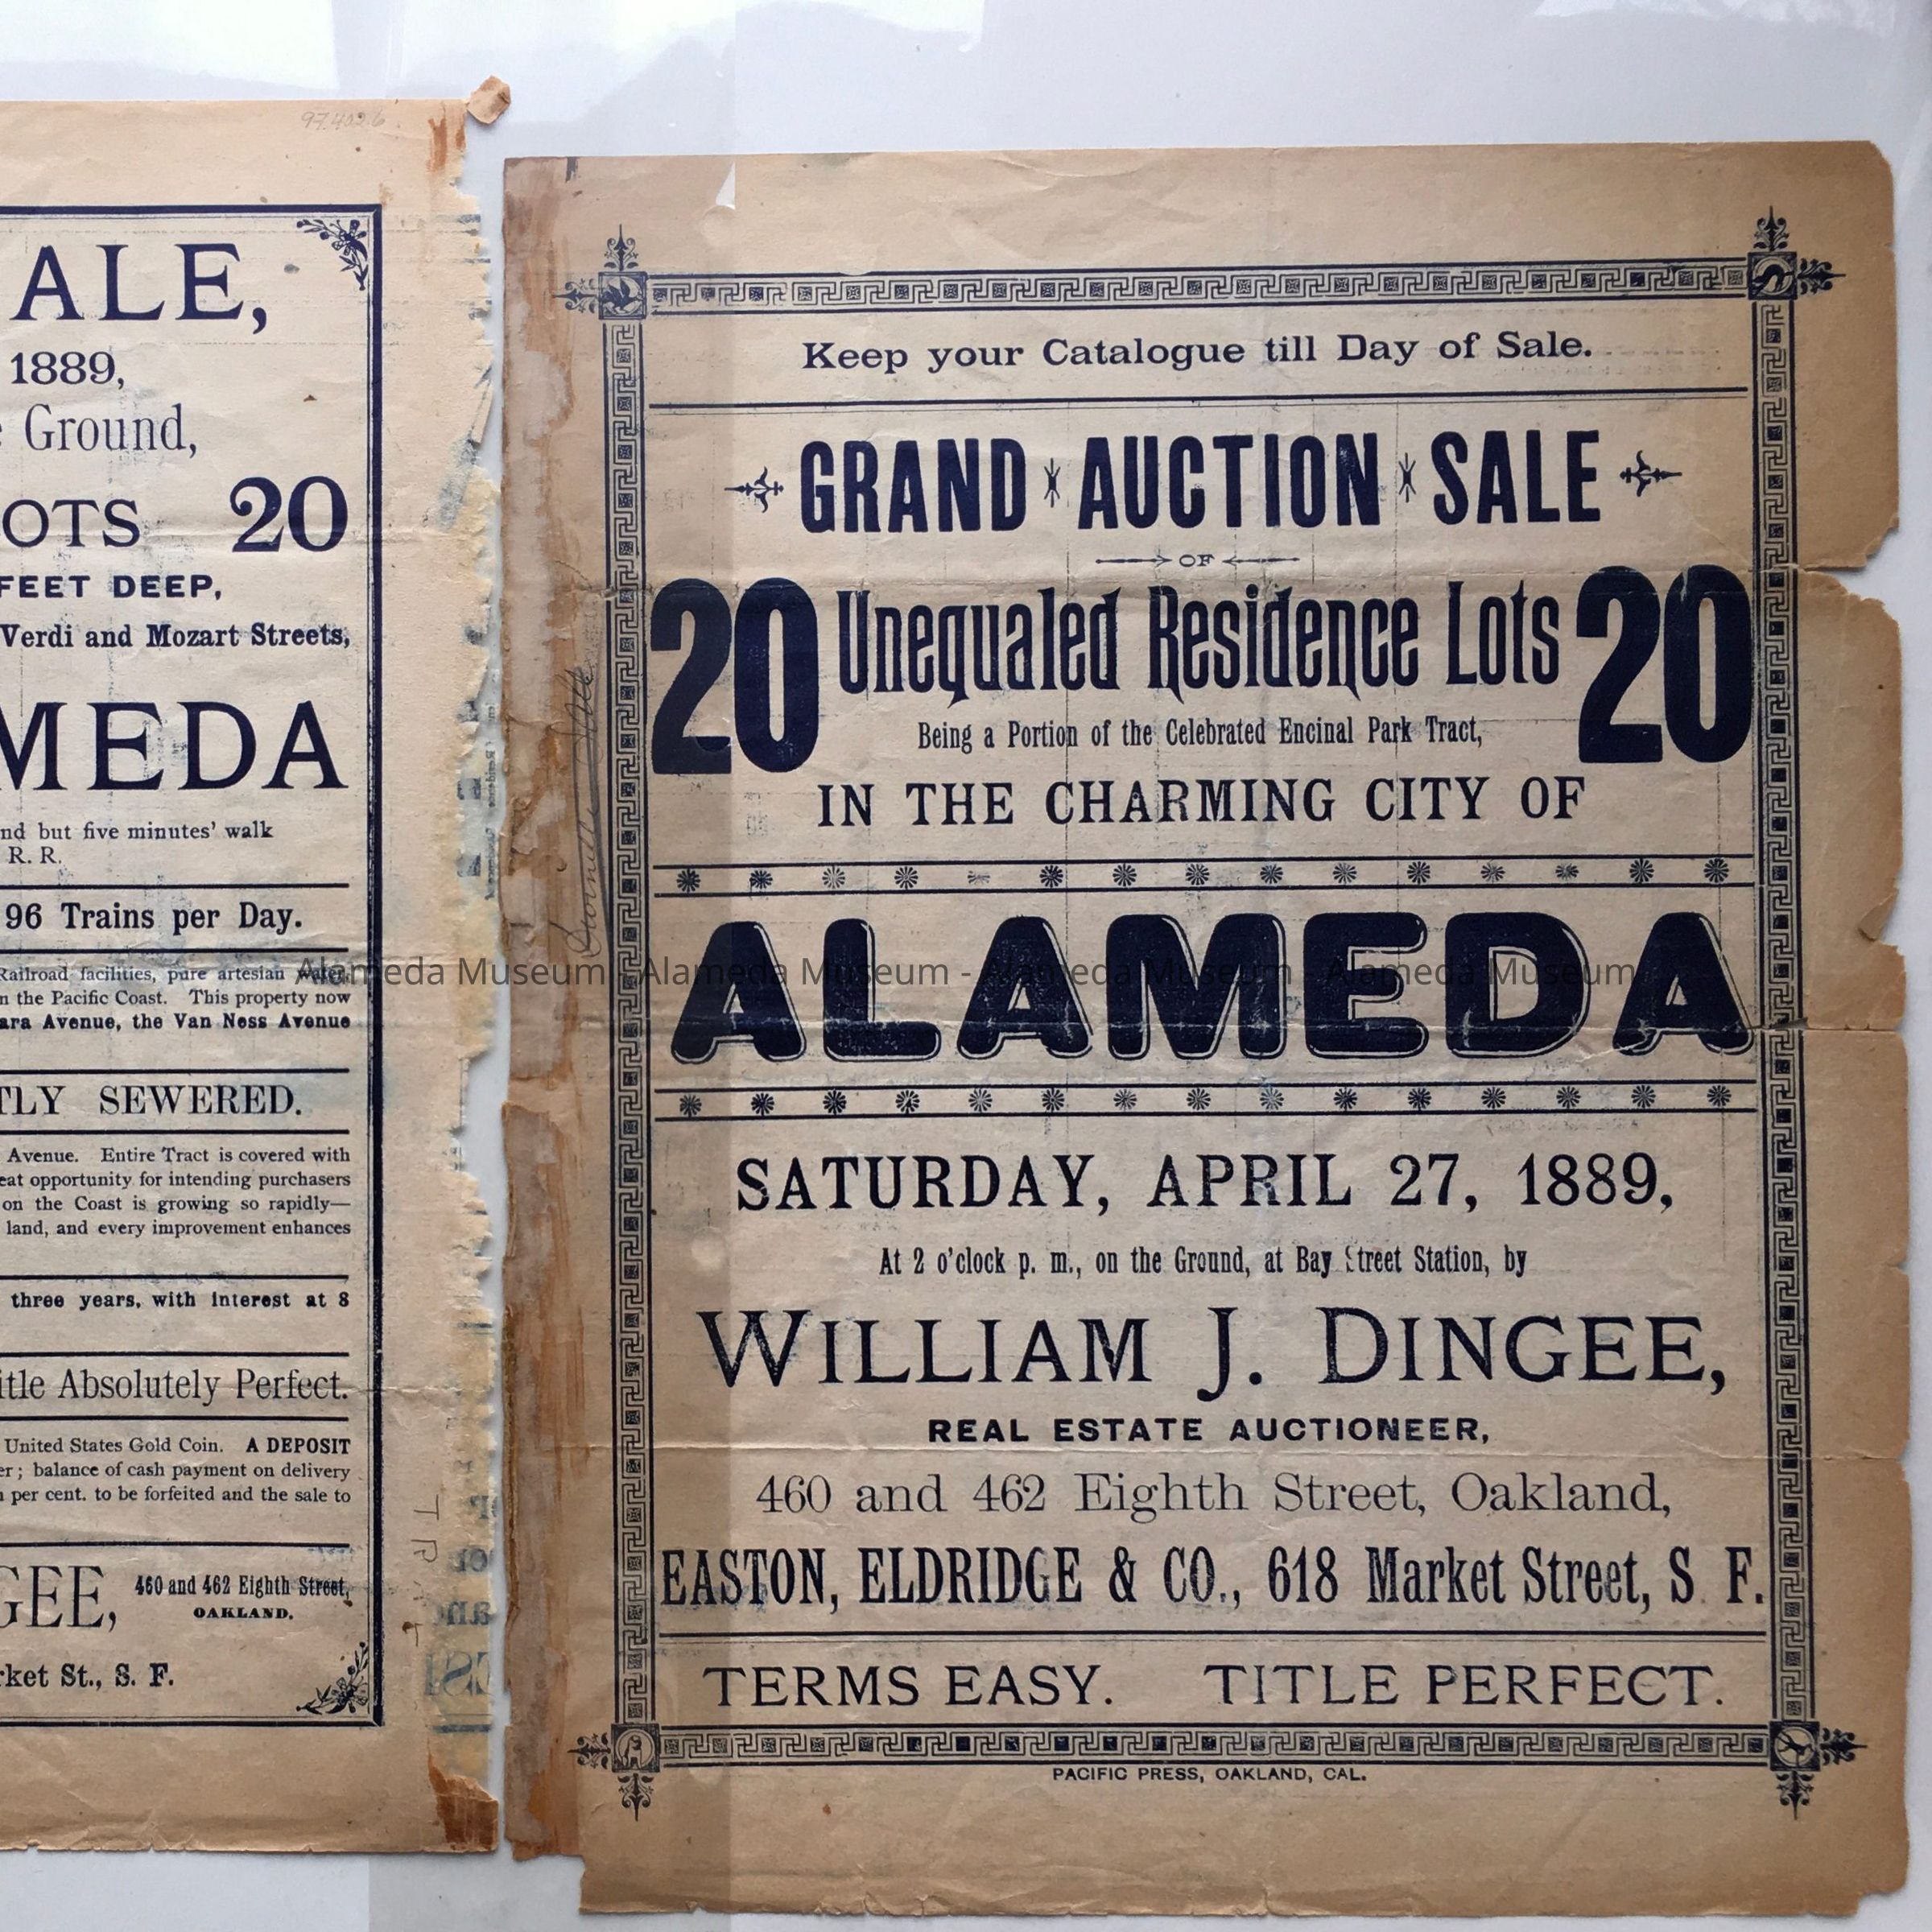 97.402.6
ALE,
1889,
Ground,
OTS 20
FEET DEEP,
Verdi and Mozart Streets,
MEDA
nd but five minutes' walk
R. R.
96 Trains per Day.
Railroad facilities, pure artesian water,
n the Pacific Coast. This property now
ara Avenue, the Van Ness Avenue
TLY SEWERED.
Avenue. Entire Tract is covered with
eat opportunity for intending purchasers
on the Coast is growing so rapidly—
land, and every improvement enhances
three years, with interest at 8
itle Absolutely Perfect.
United States Gold Coin. A DEPOSIT
er; balance of cash payment on delivery
per cent. to be forfeited and the sale to
GEE, 460 and 462 Eighth Street,
OAKLAND.
rket St., S. F.
Keep your Catalogue till Day of Sale.
GRAND AUCTION SALE
OF
20 Unequaled Residence Lots 20
Being a Portion of the Celebrated Encinal Park Tract,
IN THE CHARMING CITY OF
ALAMEDA
SATURDAY, APRIL 27, 1889,
At 2 o'clock p. m., on the Ground, at Bay Street Station, by
WILLIAM J. DINGEE,
REAL ESTATE AUCTIONEER,
460 and 462 Eighth Street, Oakland,
EASTON, ELDRIDGE & CO., 618 Market Street, S. F.
TERMS EASY. TITLE PERFECT.
PACIFIC PRESS, OAKLAND, CAL.
Alameda Museum - Alameda Museum - Alameda Museum - Alameda Museum